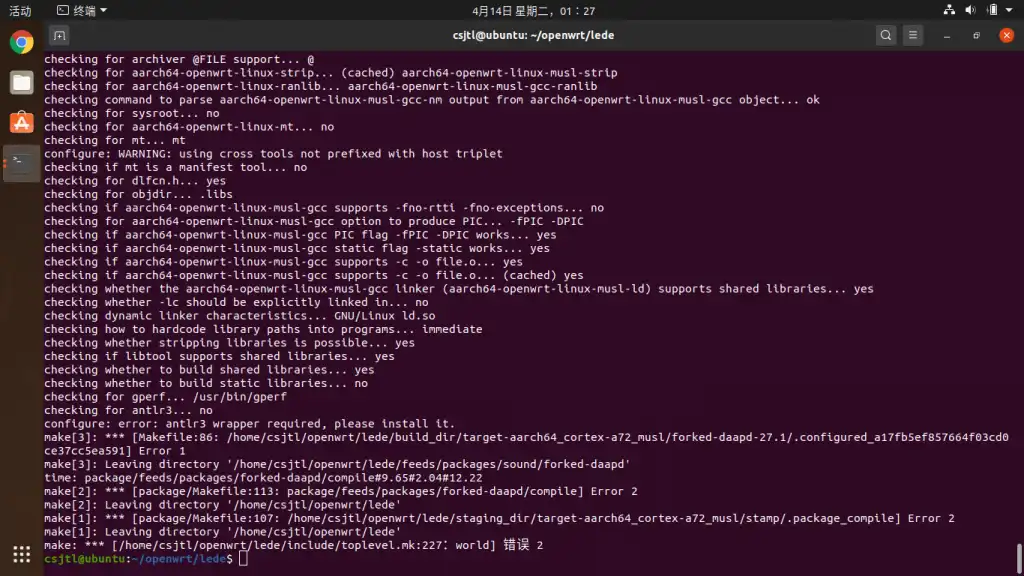 活动
终端
4月14日 星期二，01：27
csjtl@ubuntu: ~/openwrt/lede
checking for archiver @FILE support... @
checking for aarch64-openwrt-linux-strip... (cached) aarch64-openwrt-linux-musl-strip
checking for aarch64-openwrt-linux-ranlib... aarch64-openwrt-linux-musl-gcc-ranlib
checking command to parse aarch64-openwrt-linux-musl-gcc-nm output from aarch64-openwrt-linux-musl-gcc object... ok
checking for sysroot... no
checking for aarch64-openwrt-linux-mt... no
checking for mt... mt
configure: WARNING: using cross tools not prefixed with host triplet
checking if mt is a manifest tool... no
checking for dlfcn.h... yes
checking for objdir... .libs
checking if aarch64-openwrt-linux-musl-gcc supports -fno-rtti -fno-exceptions... no
checking for aarch64-openwrt-linux-musl-gcc option to produce PIC... -fPIC -DPIC
checking if aarch64-openwrt-linux-musl-gcc PIC flag -fPIC -DPIC works... yes
checking if aarch64-openwrt-linux-musl-gcc static flag -static works... yes
checking if aarch64-openwrt-linux-musl-gcc supports -c -o file.o... yes
checking if aarch64-openwrt-linux-musl-gcc supports -c -o file.o... (cached) yes
checking whether the aarch64-openwrt-linux-musl-gcc linker (aarch64-openwrt-linux-musl-ld) supports shared libraries... yes
checking whether -lc should be explicitly linked in... no
checking dynamic linker characteristics... GNU/Linux ld.so
checking how to hardcode library paths into programs... immediate
checking whether stripping libraries is possible... yes
checking if libtool supports shared libraries... yes
checking whether to build shared libraries... yes
checking whether to build static libraries... no
checking for gperf... /usr/bin/gperf
checking for antlr3... no
configure: error: antlr3 wrapper required, please install it.
make[3]: *** [Makefile:86: /home/csjtl/openwrt/lede/build_dir/target-aarch64_cortex-a72_musl/forked-daapd-27.1/.configured_a17fb5ef857664f03cd0
ce37cc5ea591] Error 1
make[3]: Leaving directory '/home/csjtl/openwrt/lede/feeds/packages/sound/forked-daapd'
time: package/feeds/packages/forked-daapd/compile#9.65#2.04#12.22
make[2]: *** [package/Makefile:113: package/feeds/packages/forked-daapd/compile] Error 2
make[2]: Leaving directory '/home/csjtl/openwrt/lede'
make[1]: *** [package/Makefile:107: /home/csjtl/openwrt/lede/staging_dir/target-aarch64_cortex-a72_musl/stamp/.package_compile] Error 2
make[1]: Leaving directory '/home/csjtl/openwrt/lede'
make: *** [/home/csjtl/openwrt/lede/include/toplevel.mk:227：world] 错误 2
csjtl@ubuntu:~/openwrt/lede$